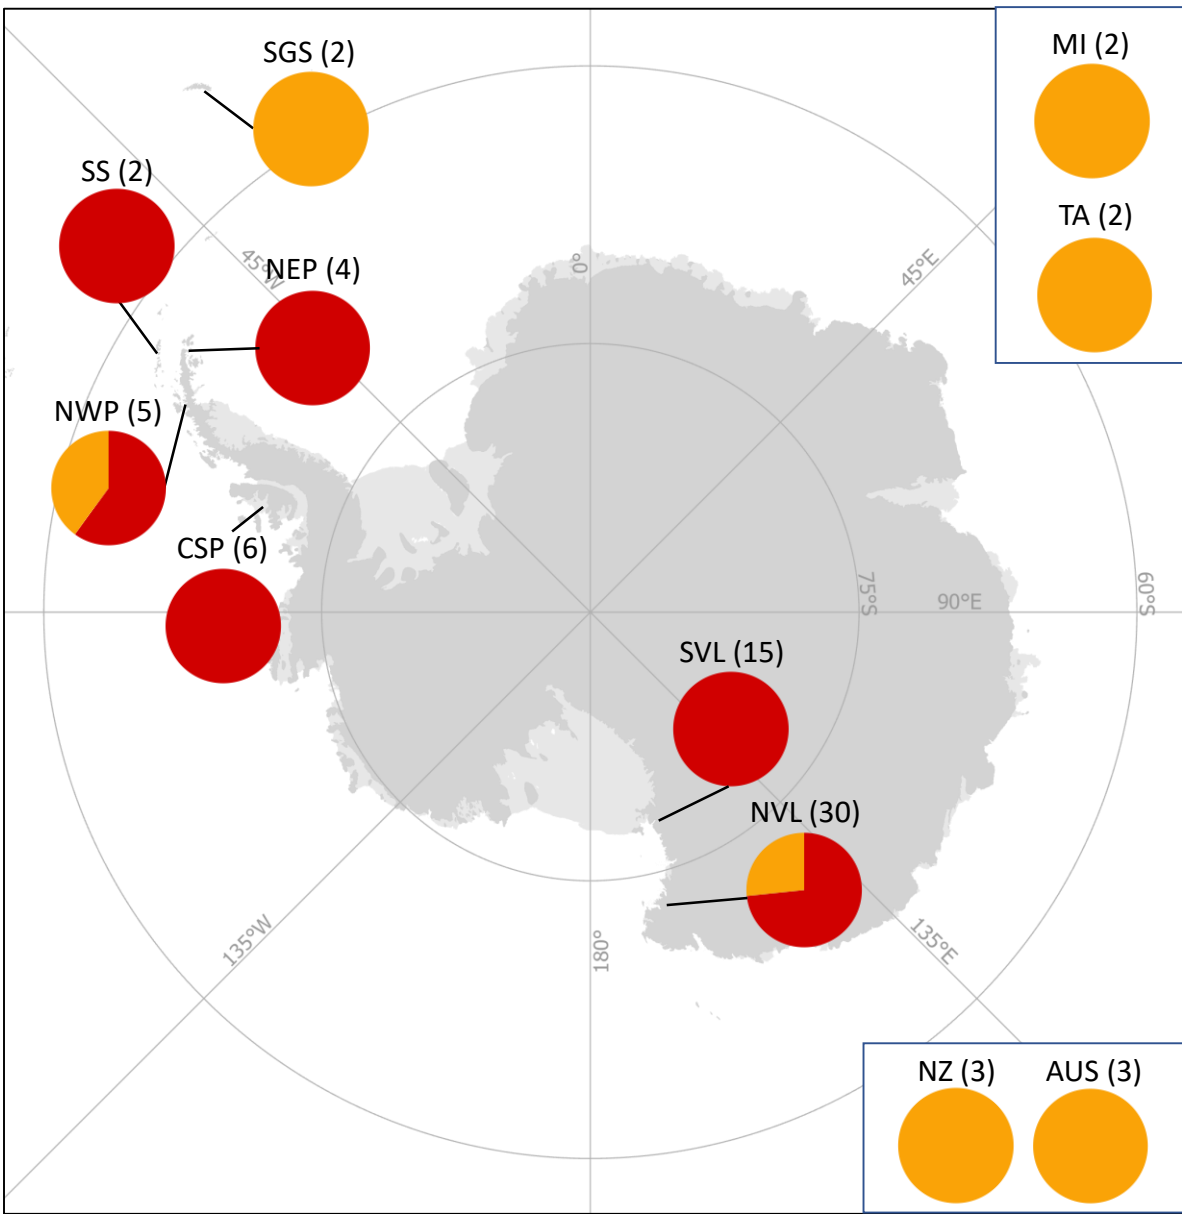 SGS (2)
MI (2)
SS (2)
TA (2)
45°W
NEP (4)
0°
45°E
NWP (5)
CSP (6)
75°S
90°E
60°S
SVL (15)
NVL (30)
135°W
180°
135°E
NZ (3)
AUS (3)